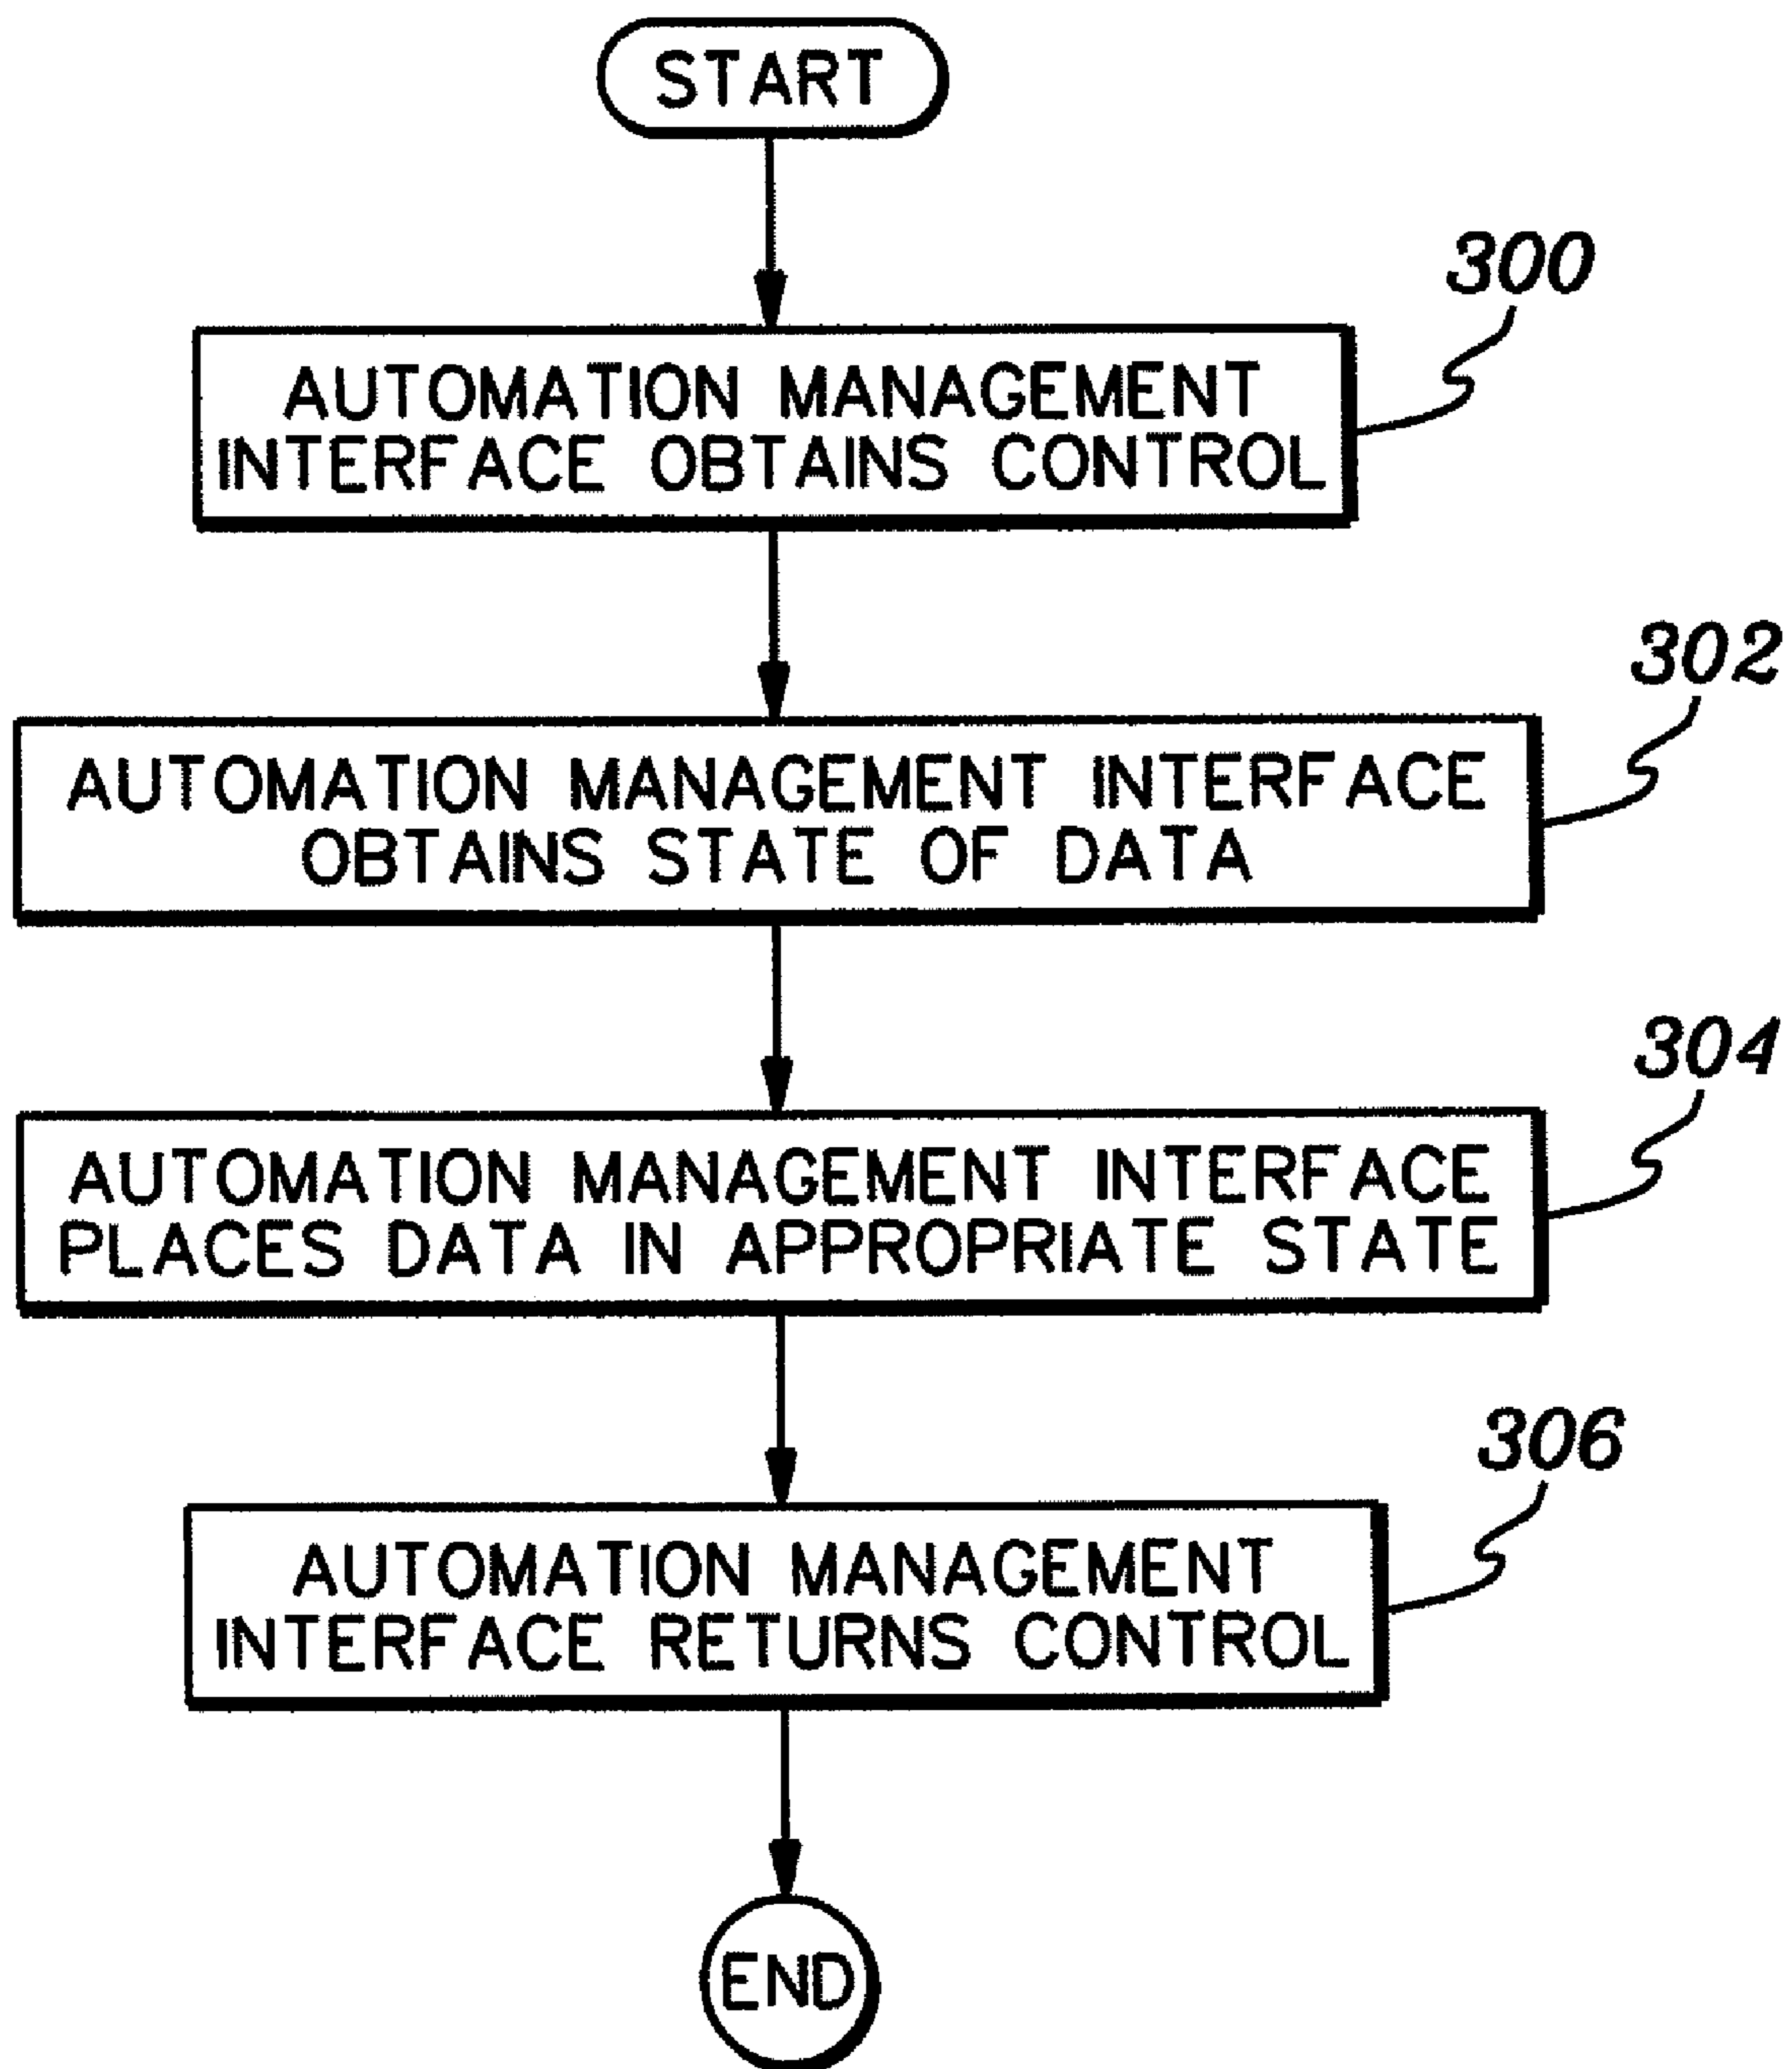 START
300
AUTOMATION MANAGEMENT
INTERFACE OBTAINS CONTROL
302
AUTOMATION MANAGEMENT INTERFACE
OBTAINS STATE OF DATA
304
AUTOMATION MANAGEMENT INTERFACE
PLACES DATA IN APPROPRIATE STATE
306
AUTOMATION MANAGEMENT
INTERFACE RETURNS CONTROL
END